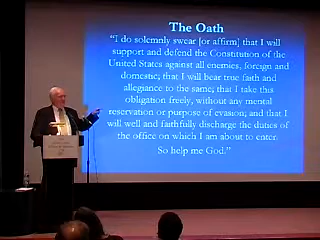 The Oath
“I do solemnly swear [or affirm] that I will
support and defend the Constitution of the
United States against all enemies, foreign and
domestic; that I will bear true faith and
allegiance to the same; that I take this
obligation freely, without any mental
reservation or purpose of evasion; and that I
will well and faithfully discharge the duties of
the office on which I am about to enter.
So help me God.”